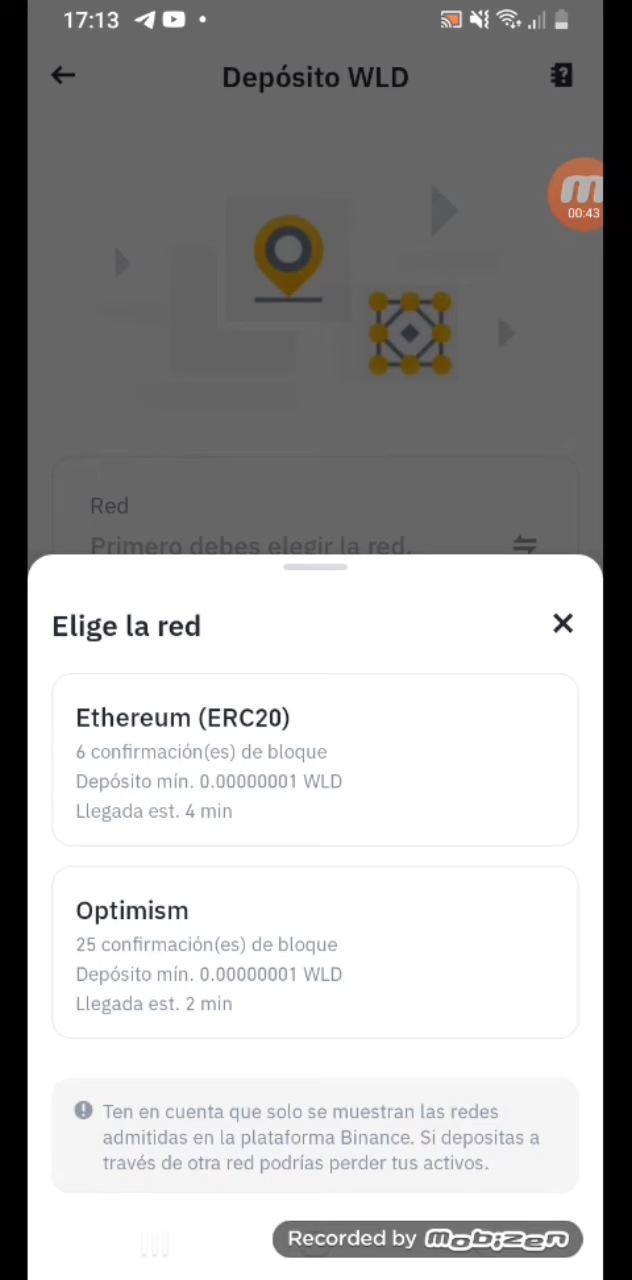 17:13
Depósito WLD
m
00:43
Red
Primero debes elegir la red.
Elige la red
Ethereum (ERC20)
6 confirmación(es) de bloque
Depósito mín. 0.00000001 WLD
Llegada est. 4 min
Optimism
25 confirmación(es) de bloque
Depósito mín. 0.00000001 WLD
Llegada est. 2 min
Ten en cuenta que solo se muestran las redes
admitidas en la plataforma Binance. Si depositas a
través de otra red podrías perder tus activos.
Recorded by mobizen